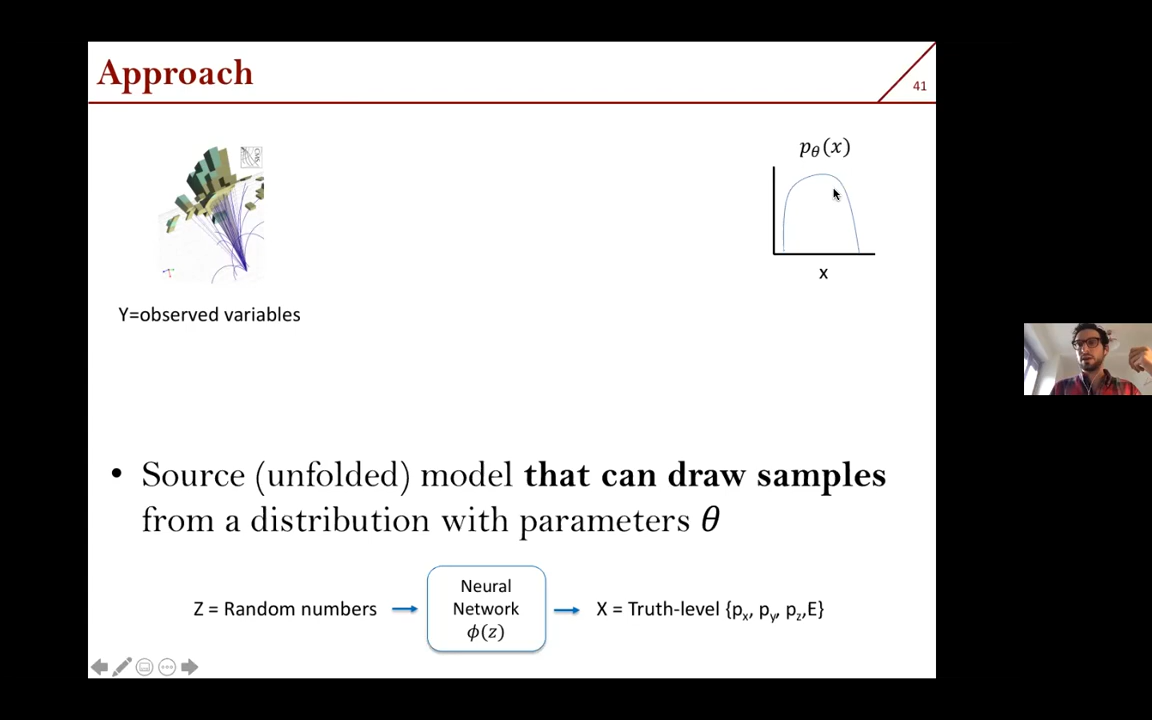 Approach
41
p_θ(x)
x
Y=observed variables
• Source (unfolded) model that can draw samples
from a distribution with parameters θ
Z = Random numbers
Neural
Network
ϕ(z)
X = Truth-level {pₓ, p_y, p_z,E}